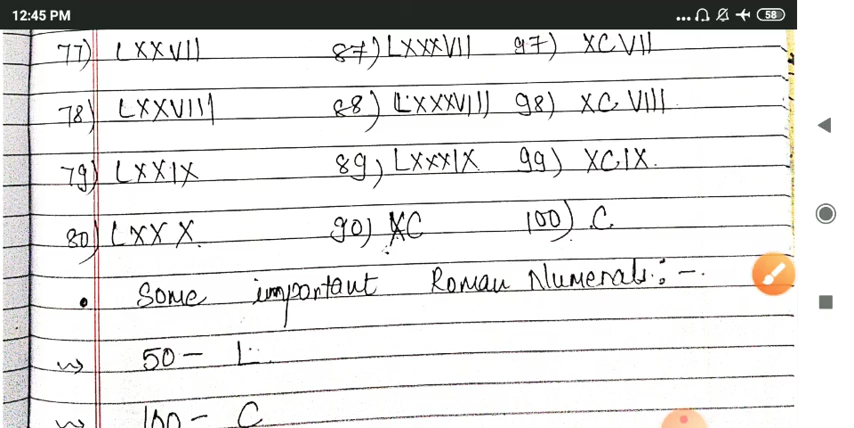 12:45 PM ... 58
77) LXXVII 87) LXXXVII 97) XCVII
78) LXXVIII 88) LXXXVIII 98) XCVIII
79) LXXIX 89) LXXXIX 99) XCIX.
80) LXXX. 90) XC 100) C.
• Some important Roman Numerals:-
50 - L
100 - C